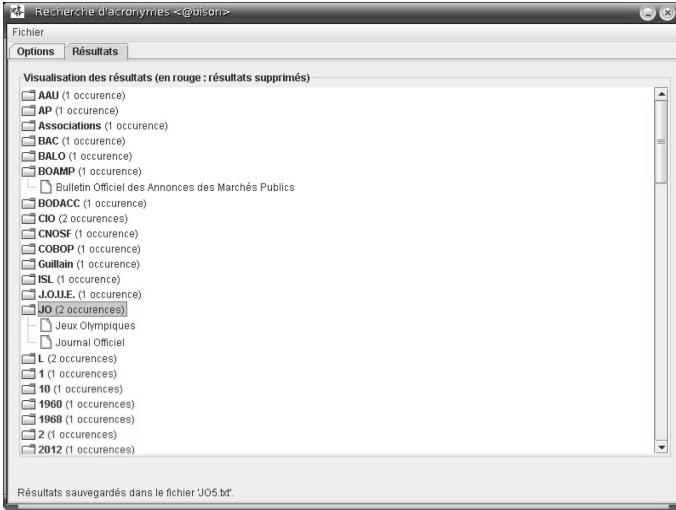 Recherche d'acronymes <@bison>
Fichier
Options Résultats
Visualisation des résultats (en rouge : résultats supprimés)
AAU (1 occurence)
AP (1 occurence)
Associations (1 occurence)
BAC (1 occurence)
BALO (1 occurence)
BOAMP (1 occurence)
Bulletin Officiel des Annonces des Marchés Publics
BODACC (1 occurence)
CIO (2 occurences)
CNOSF (1 occurence)
COBOP (1 occurence)
Guillain (1 occurence)
ISL (1 occurence)
J.O.U.E. (1 occurence)
JO (2 occurences)
Jeux Olympiques
Journal Officiel
L (2 occurences)
1 (1 occurences)
10 (1 occurences)
1960 (1 occurences)
1968 (1 occurences)
2 (1 occurences)
2012 (1 occurences)
Résultats sauvegardés dans le fichier 'JO5.txt'.